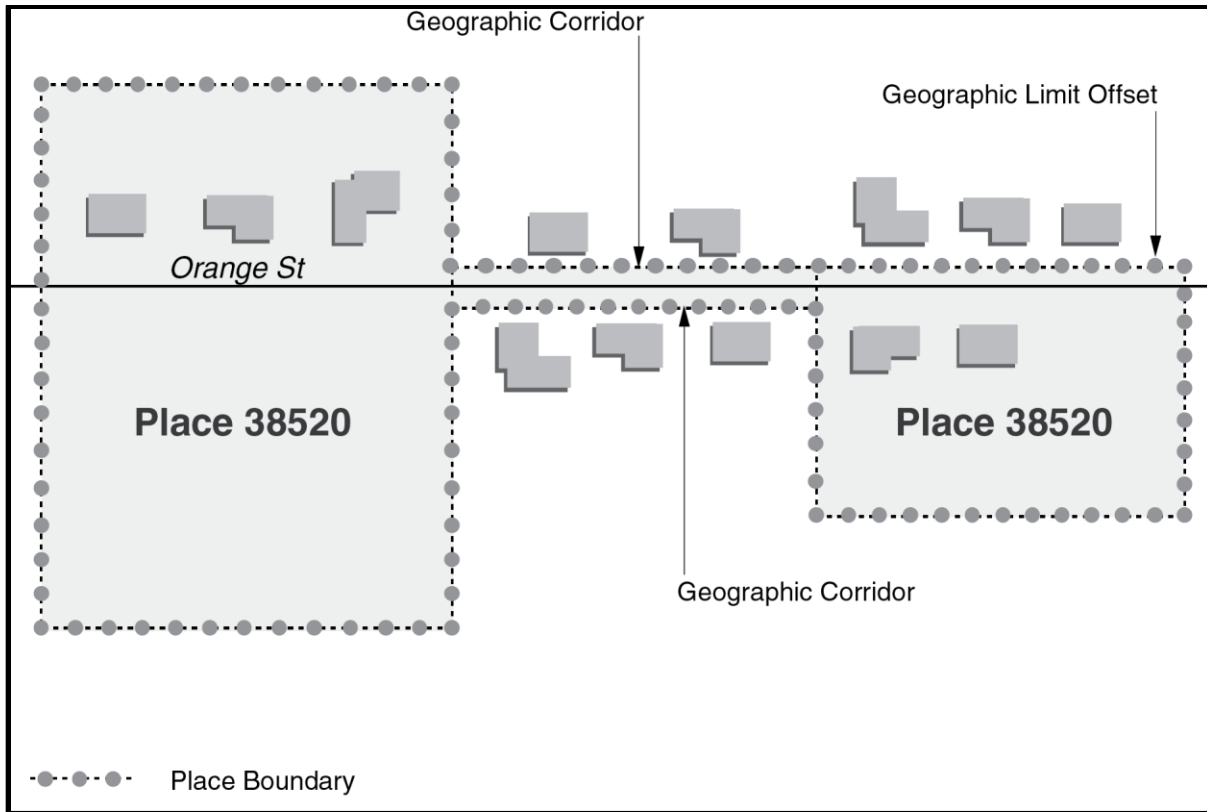 Geographic Corridor
Geographic Limit Offset
Orange St
Place 38520
Place 38520
Geographic Corridor
Place Boundary